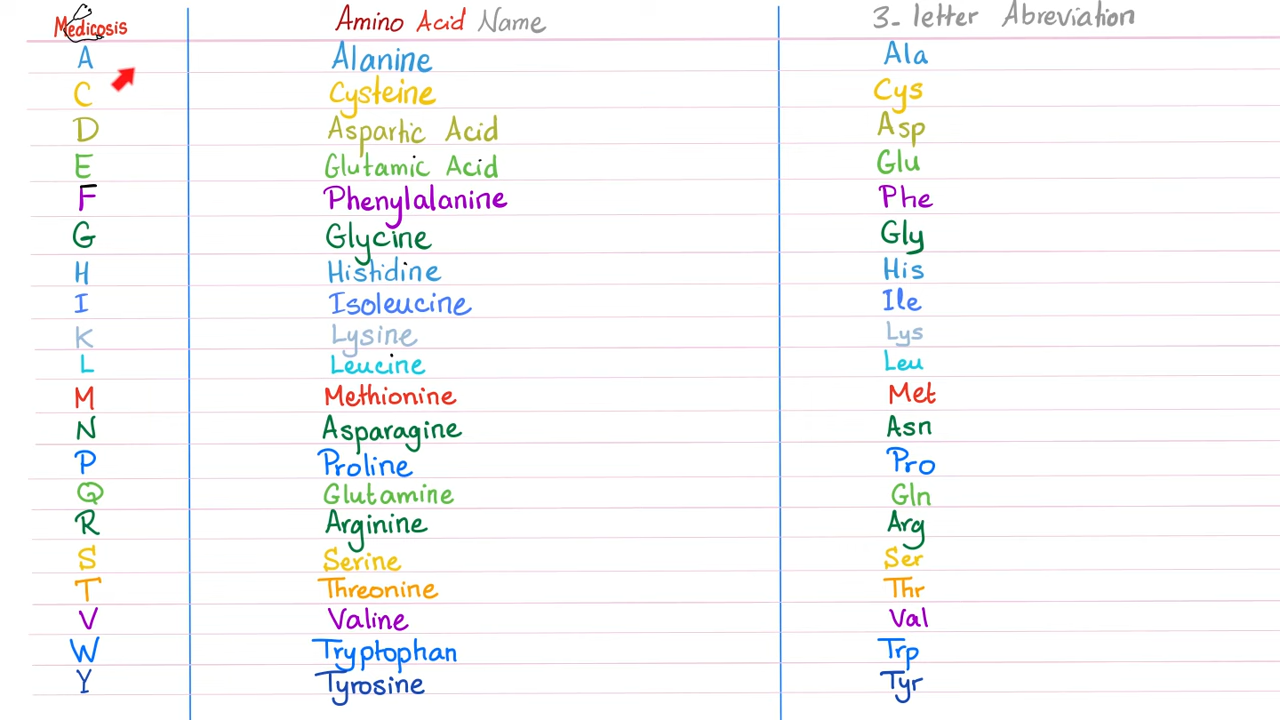 Medicosis Amino Acid Name 3-letter Abreviation
A Alanine Ala
C Cysteine Cys
D Aspartic Acid Asp
E Glutamic Acid Glu
F Phenylalanine Phe
G Glycine Gly
H Histidine His
I Isoleucine Ile
K Lysine Lys
L Leucine Leu
M Methionine Met
N Asparagine Asn
P Proline Pro
Q Glutamine Gln
R Arginine Arg
S Serine Ser
T Threonine Thr
V Valine Val
W Tryptophan Trp
Y Tyrosine Tyr